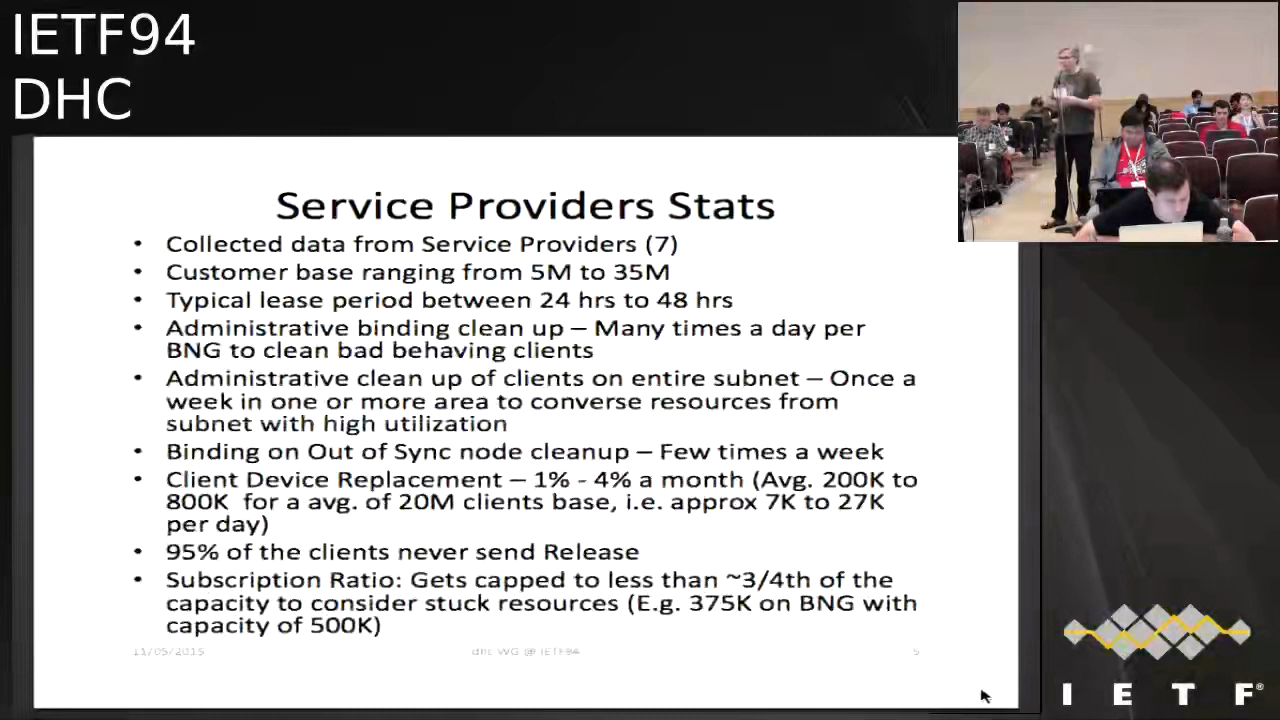 IETF94
DHC
Service Providers Stats
• Collected data from Service Providers (7)
• Customer base ranging from 5M to 35M
• Typical lease period between 24 hrs to 48 hrs
• Administrative binding clean up – Many times a day per
BNG to clean bad behaving clients
• Administrative clean up of clients on entire subnet – Once a
week in one or more area to converse resources from
subnet with high utilization
• Binding on Out of Sync node cleanup – Few times a week
• Client Device Replacement – 1% - 4% a month (Avg. 200K to
800K for a avg. of 20M clients base, i.e. approx 7K to 27K
per day)
• 95% of the clients never send Release
• Subscription Ratio: Gets capped to less than ~3/4th of the
capacity to consider stuck resources (E.g. 375K on BNG with
capacity of 500K)
11/05/2015 dhc WG @ IETF94 5
I E T F®